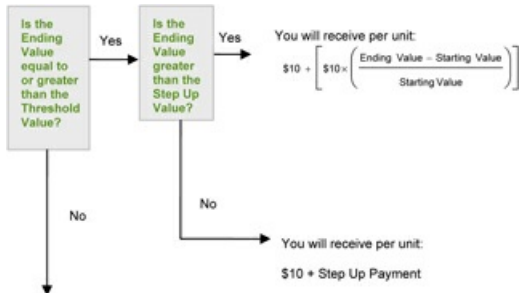 Is the
Ending
Value
equal to
or greater
than the
Threshold
Value?
Yes
Is the
Ending
Value
greater
than the
Step Up
Value?
Yes
You will receive per unit:
$10 + [ $10× ( Ending Value – Starting Value
Starting Value ) ]
No
No
You will receive per unit:
$10 + Step Up Payment